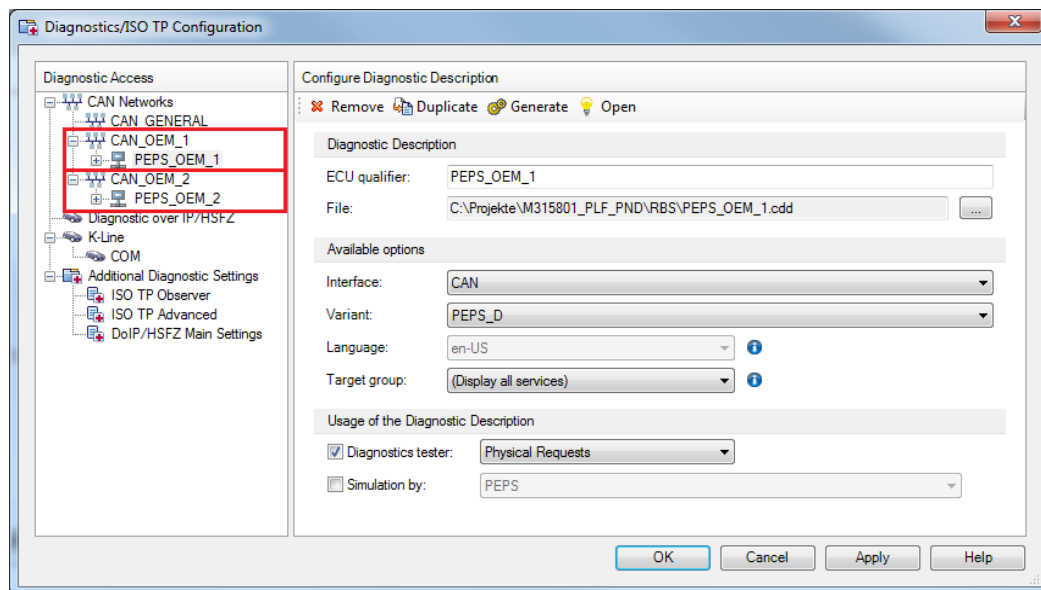 Diagnostics/ISO TP Configuration
Diagnostic Access
CAN Networks
CAN_GENERAL
CAN_OEM_1
PEPS_OEM_1
CAN_OEM_2
PEPS_OEM_2
Diagnostic over IP/HSFZ
K-Line
COM
Additional Diagnostic Settings
ISO TP Observer
ISO TP Advanced
DoIP/HSFZ Main Settings
Configure Diagnostic Description
Remove Duplicate Generate Open
Diagnostic Description
ECU qualifier: PEPS_OEM_1
File: C:\Projekte\M315801_PLF_PND\RBS\PEPS_OEM_1.cdd ...
Available options
Interface: CAN
Variant: PEPS_D
Language: en-US
Target group: (Display all services)
Usage of the Diagnostic Description
Diagnostics tester: Physical Requests
Simulation by: PEPS
OK Cancel Apply Help